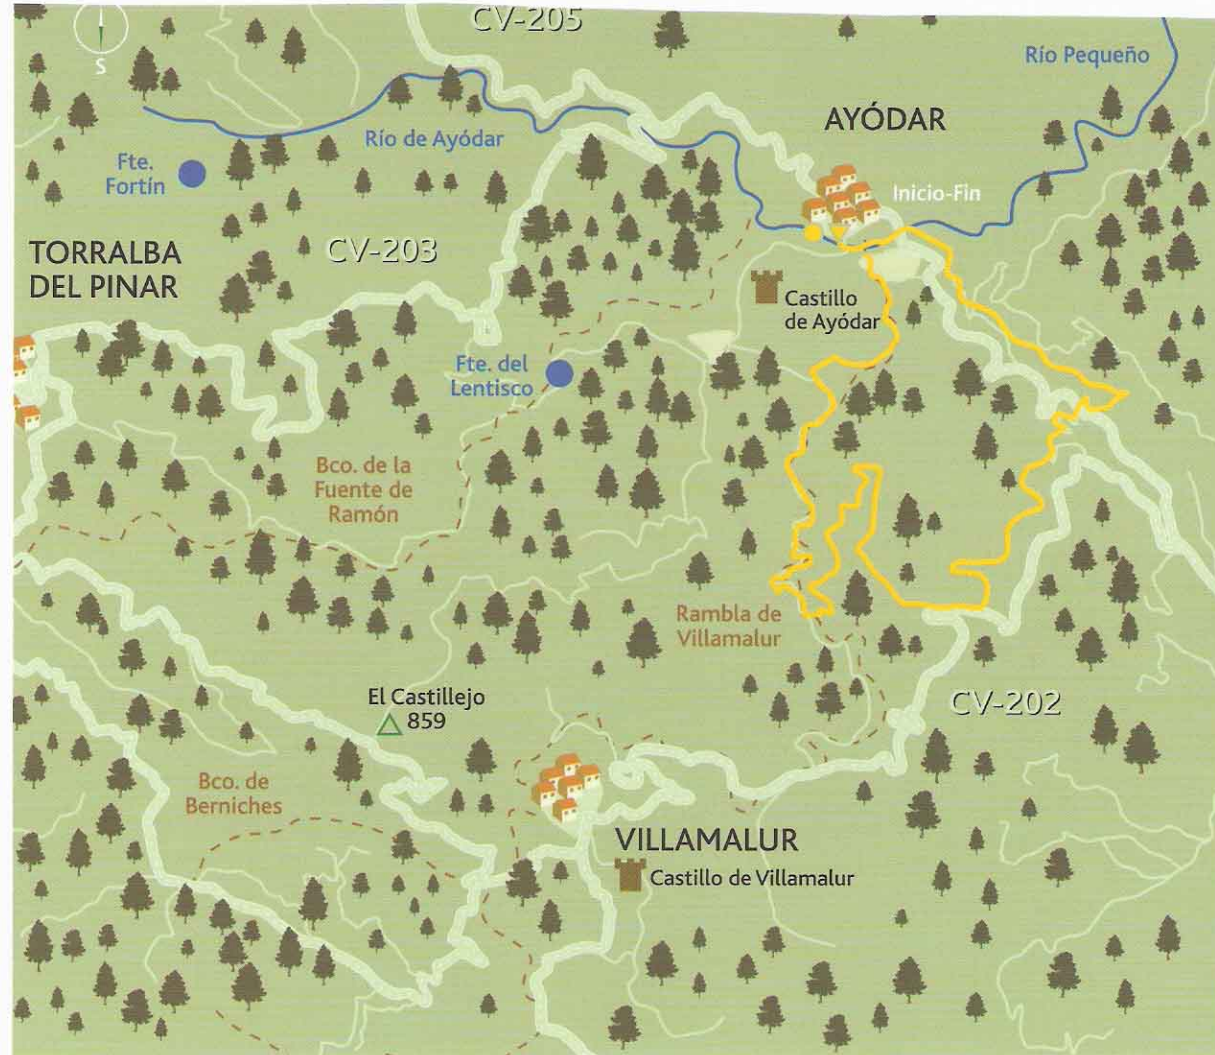 CV-205
S
Río Pequeño
AYÓDAR
Río de Ayódar
Fte.
Fortín
Inicio-Fin
TORRALBA
DEL PINAR
CV-203
Castillo
de Ayódar
Fte. del
Lentisco
Bco. de la
Fuente de
Ramón
Rambla de
Villamalur
El Castillejo
859
CV-202
Bco. de
Berniches
VILLAMALUR
Castillo de Villamalur